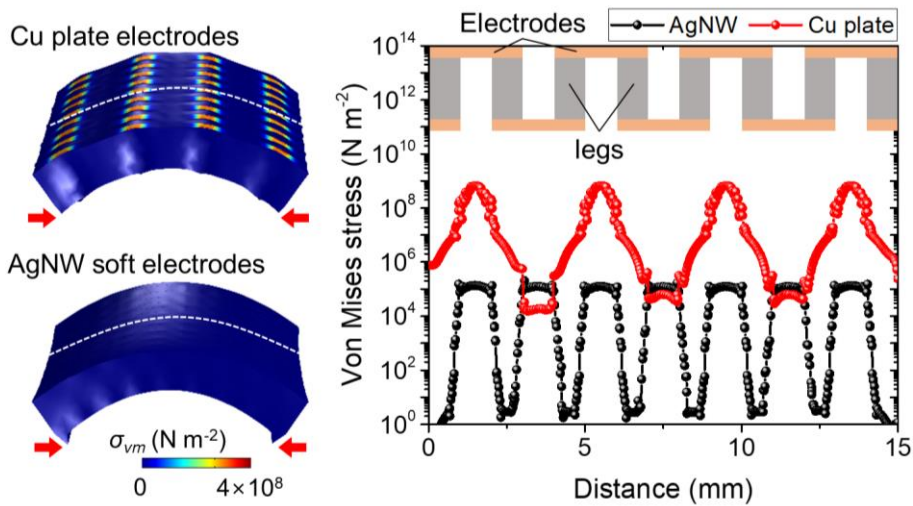 Cu plate electrodes
AgNW soft electrodes
σvm (N m-2)
0 4×10⁸
AgNW Cu plate
Electrodes
legs
Von Mises stress (N m⁻²)
10¹⁴
10¹²
10¹⁰
10⁸
10⁶
10⁴
10²
10⁰
0 5 10 15
Distance (mm)